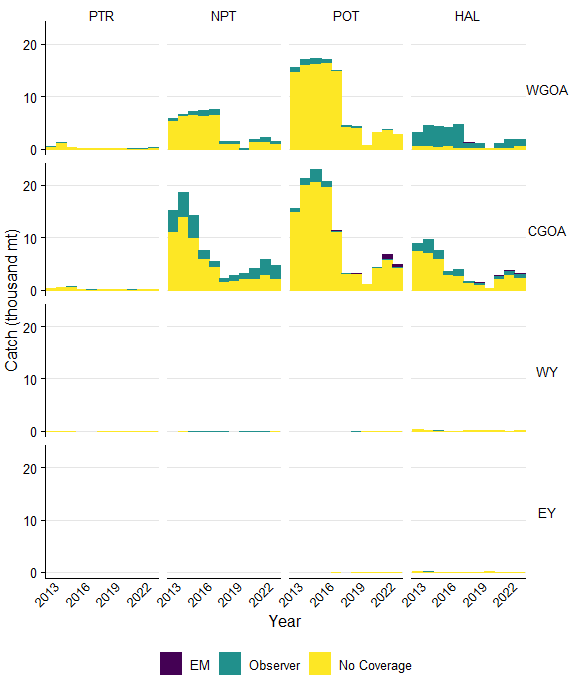 PTR NPT POT HAL
20
10
0
WGOA
20
10
0
CGOA
Catch (thousand mt)
20
10
0
WY
20
10
0
EY
2013 2016 2019 2022 2013 2016 2019 2022 2013 2016 2019 2022 2013 2016 2019 2022
Year
EM Observer No Coverage